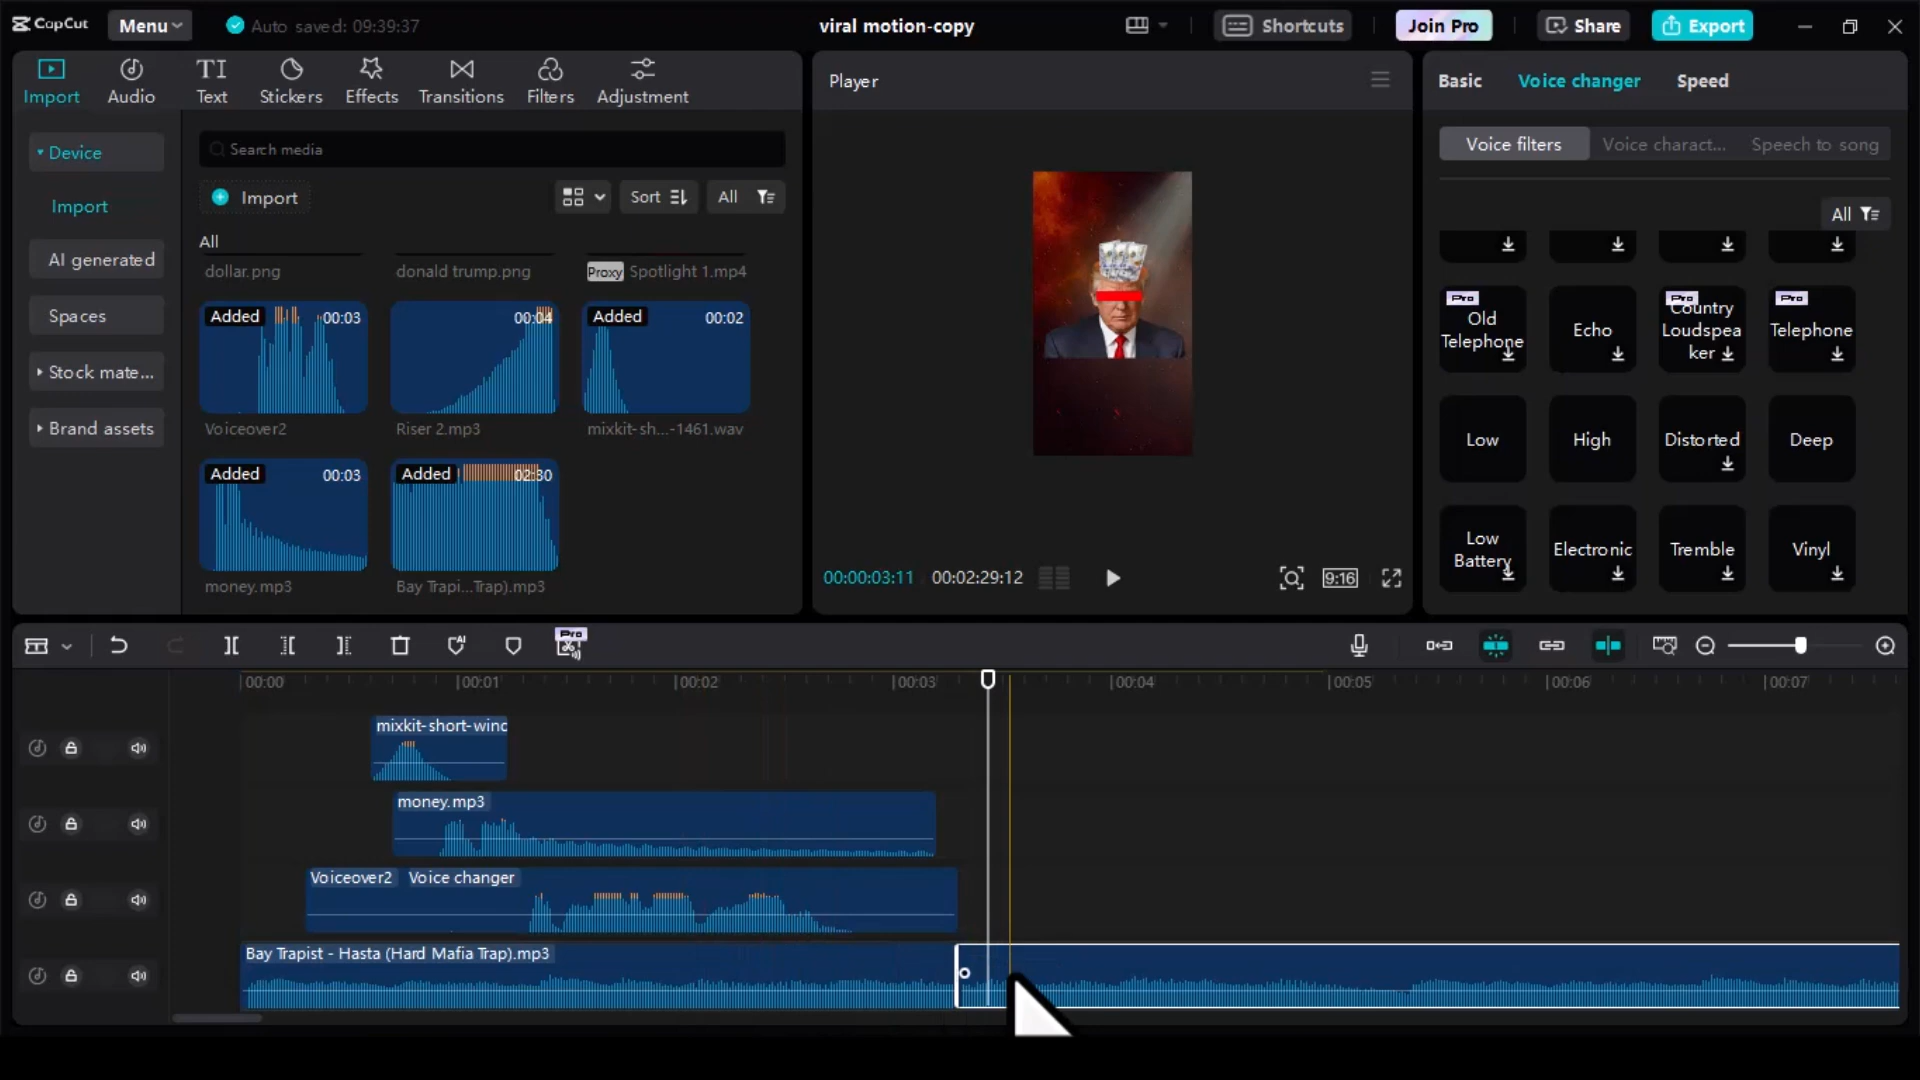 CapCut
Menu
Auto saved: 09:39:37
viral motion-copy
Shortcuts
Join Pro
Share
Export
Import
Audio
TI
Text
Stickers
Effects
Transitions
Filters
Adjustment
Device
Import
AI generated
Spaces
Stock mate...
Brand assets
Search media
Import
Sort
All
All
dollar.png
donald trump.png
Proxy Spotlight 1.mp4
Added 00:03
00:04
Added 00:02
Voiceover2
Riser 2.mp3
mixkit-sh...-1461.wav
Added 00:03
Added 02:30
money.mp3
Bay Trapi...Trap).mp3
Player
00:00:03:11 00:02:29:12
9:16
Basic
Voice changer
Speed
Voice filters
Voice charact...
Speech to song
All
Pro
Old
Telephone
Echo
Pro
Country
Loudspea
ker
Pro
Telephone
Low
High
Distorted
Deep
Low
Battery
Electronic
Tremble
Vinyl
AI
Pro
00:00
00:01
00:02
00:03
00:04
00:05
00:06
00:07
mixkit-short-winc
money.mp3
Voiceover2 Voice changer
Bay Trapist - Hasta (Hard Mafia Trap).mp3